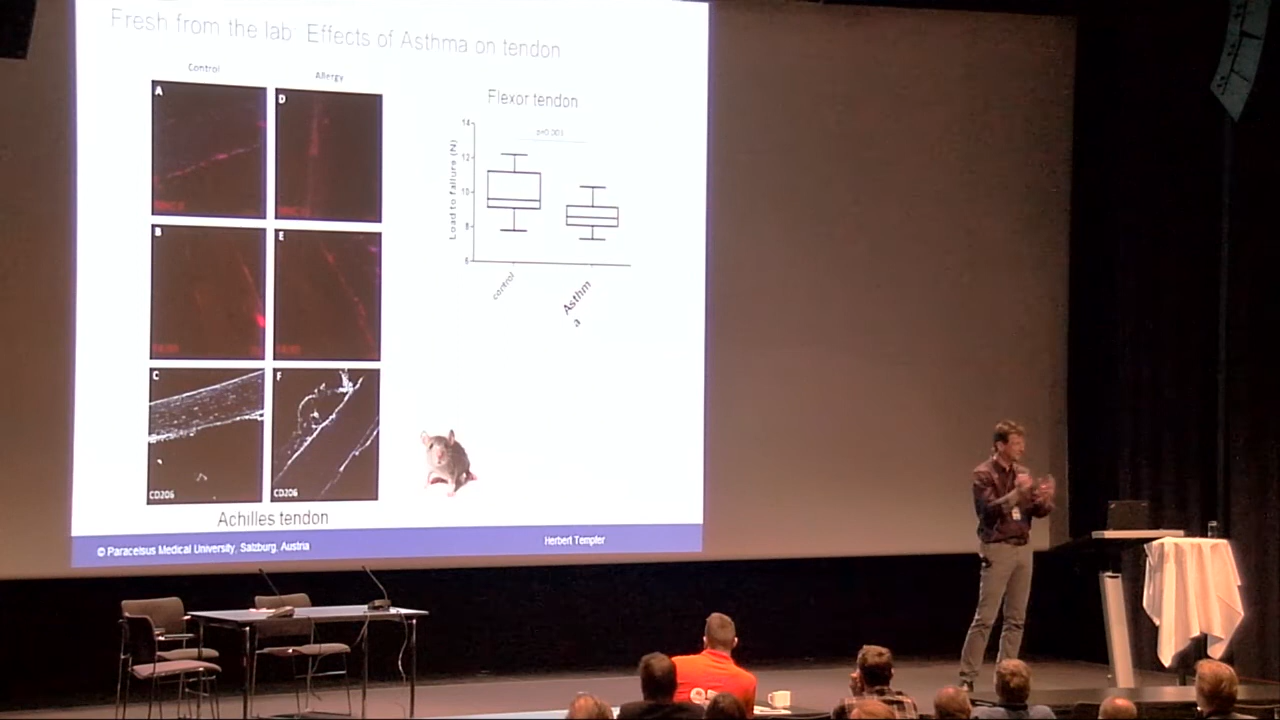 Fresh from the lab: Effects of Asthma on tendon
Control
Allergy
A
D
B
E
C
F
CD206
CD206
Achilles tendon
Flexor tendon
Load to failure (N)
14
12
10
8
6
control
Asthm
a
© Paracelsus Medical University, Salzburg, Austria
Herbert Tempfer